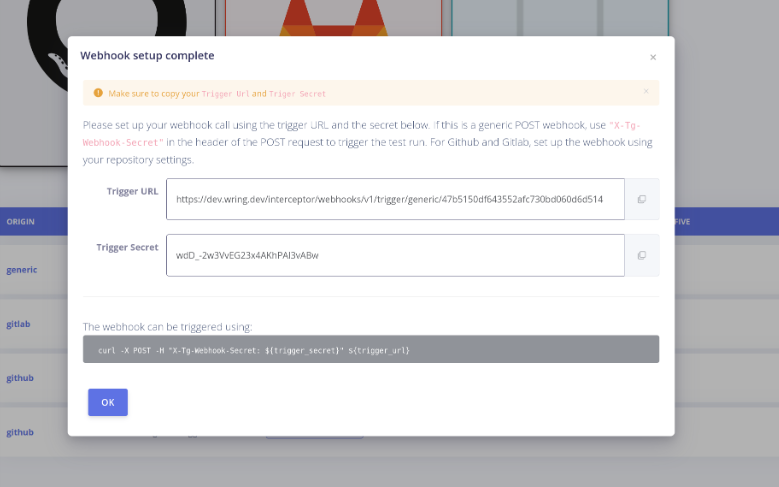 Webhook setup complete
×
Make sure to copy your Trigger Url and Triger Secret
×
Please set up your webhook call using the trigger URL and the secret below. If this is a generic POST webhook, use "X-Tg-
Webhook-Secret" in the header of the POST request to trigger the test run. For Github and Gitlab, set up the webhook using
your repository settings.
Trigger URL
https://dev.wring.dev/interceptor/webhooks/v1/trigger/generic/47b5150df643552afc730bd060d6d514
Trigger Secret
wdD_-2w3VvEG23x4AKhPAI3vABw
The webhook can be triggered using:
curl -X POST -H "X-Tg-Webhook-Secret: ${trigger_secret}" ${trigger_url}
OK
ORIGIN
generic
gitlab
github
github